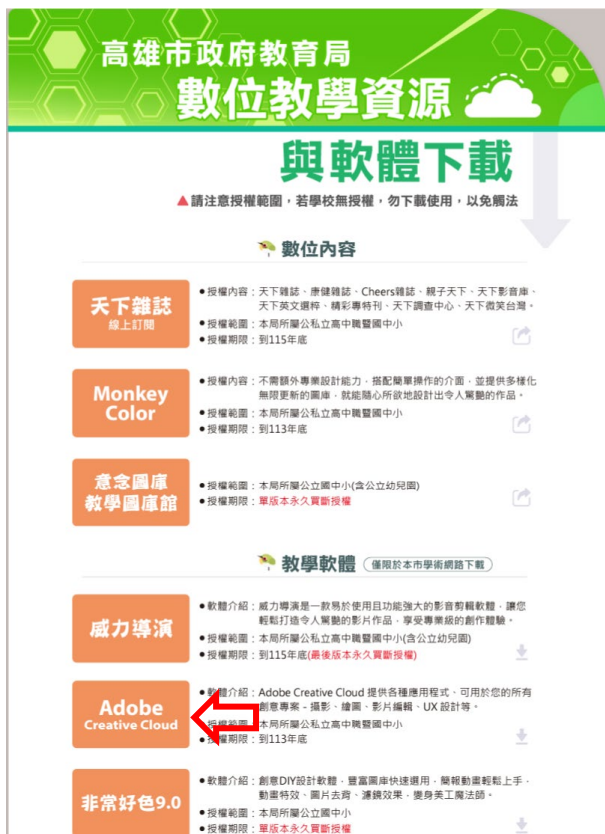 高雄市政府教育局
數位教學資源
與軟體下載
▲請注意授權範圍，若學校無授權，勿下載使用，以免觸法
數位內容
天下雜誌
線上訂閱
●授權內容：天下雜誌、康健雜誌、Cheers雜誌、親子天下、天下影音庫、
天下英文選粹、精彩專特刊、天下調查中心、天下微笑台灣。
●授權範圍：本局所屬公私立高中職暨國中小
●授權期限：到115年底
Monkey
Color
●授權內容：不需額外專業設計能力，搭配簡單操作的介面，並提供多樣化
無限更新的圖庫，就能隨心所欲地設計出令人驚艷的作品。
●授權範圍：本局所屬公私立高中職暨國中小
●授權期限：到113年底
意念圖庫
教學圖庫館
●授權範圍：本局所屬公立國中小(含公立幼兒園)
●授權期限：單版本永久買斷授權
教學軟體 (僅限於本市學術網路下載)
威力導演
●軟體介紹：威力導演是一款易於使用且功能強大的影音剪輯軟體，讓您
輕鬆打造令人驚艷的影片作品，享受專業級的創作體驗。
●授權範圍：本局所屬公私立高中職暨國中小(含公立幼兒園)
●授權期限：到115年底(最後版本永久買斷授權)
Adobe
Creative Cloud
●軟體介紹：Adobe Creative Cloud 提供各種應用程式、可用於您的所有
創意專案 - 攝影、繪圖、影片編輯、UX 設計等。
●授權範圍：本局所屬公私立高中職暨國中小
●授權期限：到113年底
非常好色9.0
●軟體介紹：創意DIY設計軟體，豐富圖庫快速選用，簡報動畫輕鬆上手，
動畫特效、圖片去背、濾鏡效果，變身美工魔法師。
●授權範圍：本局所屬公立國中小
●授權期限：單版本永久買斷授權